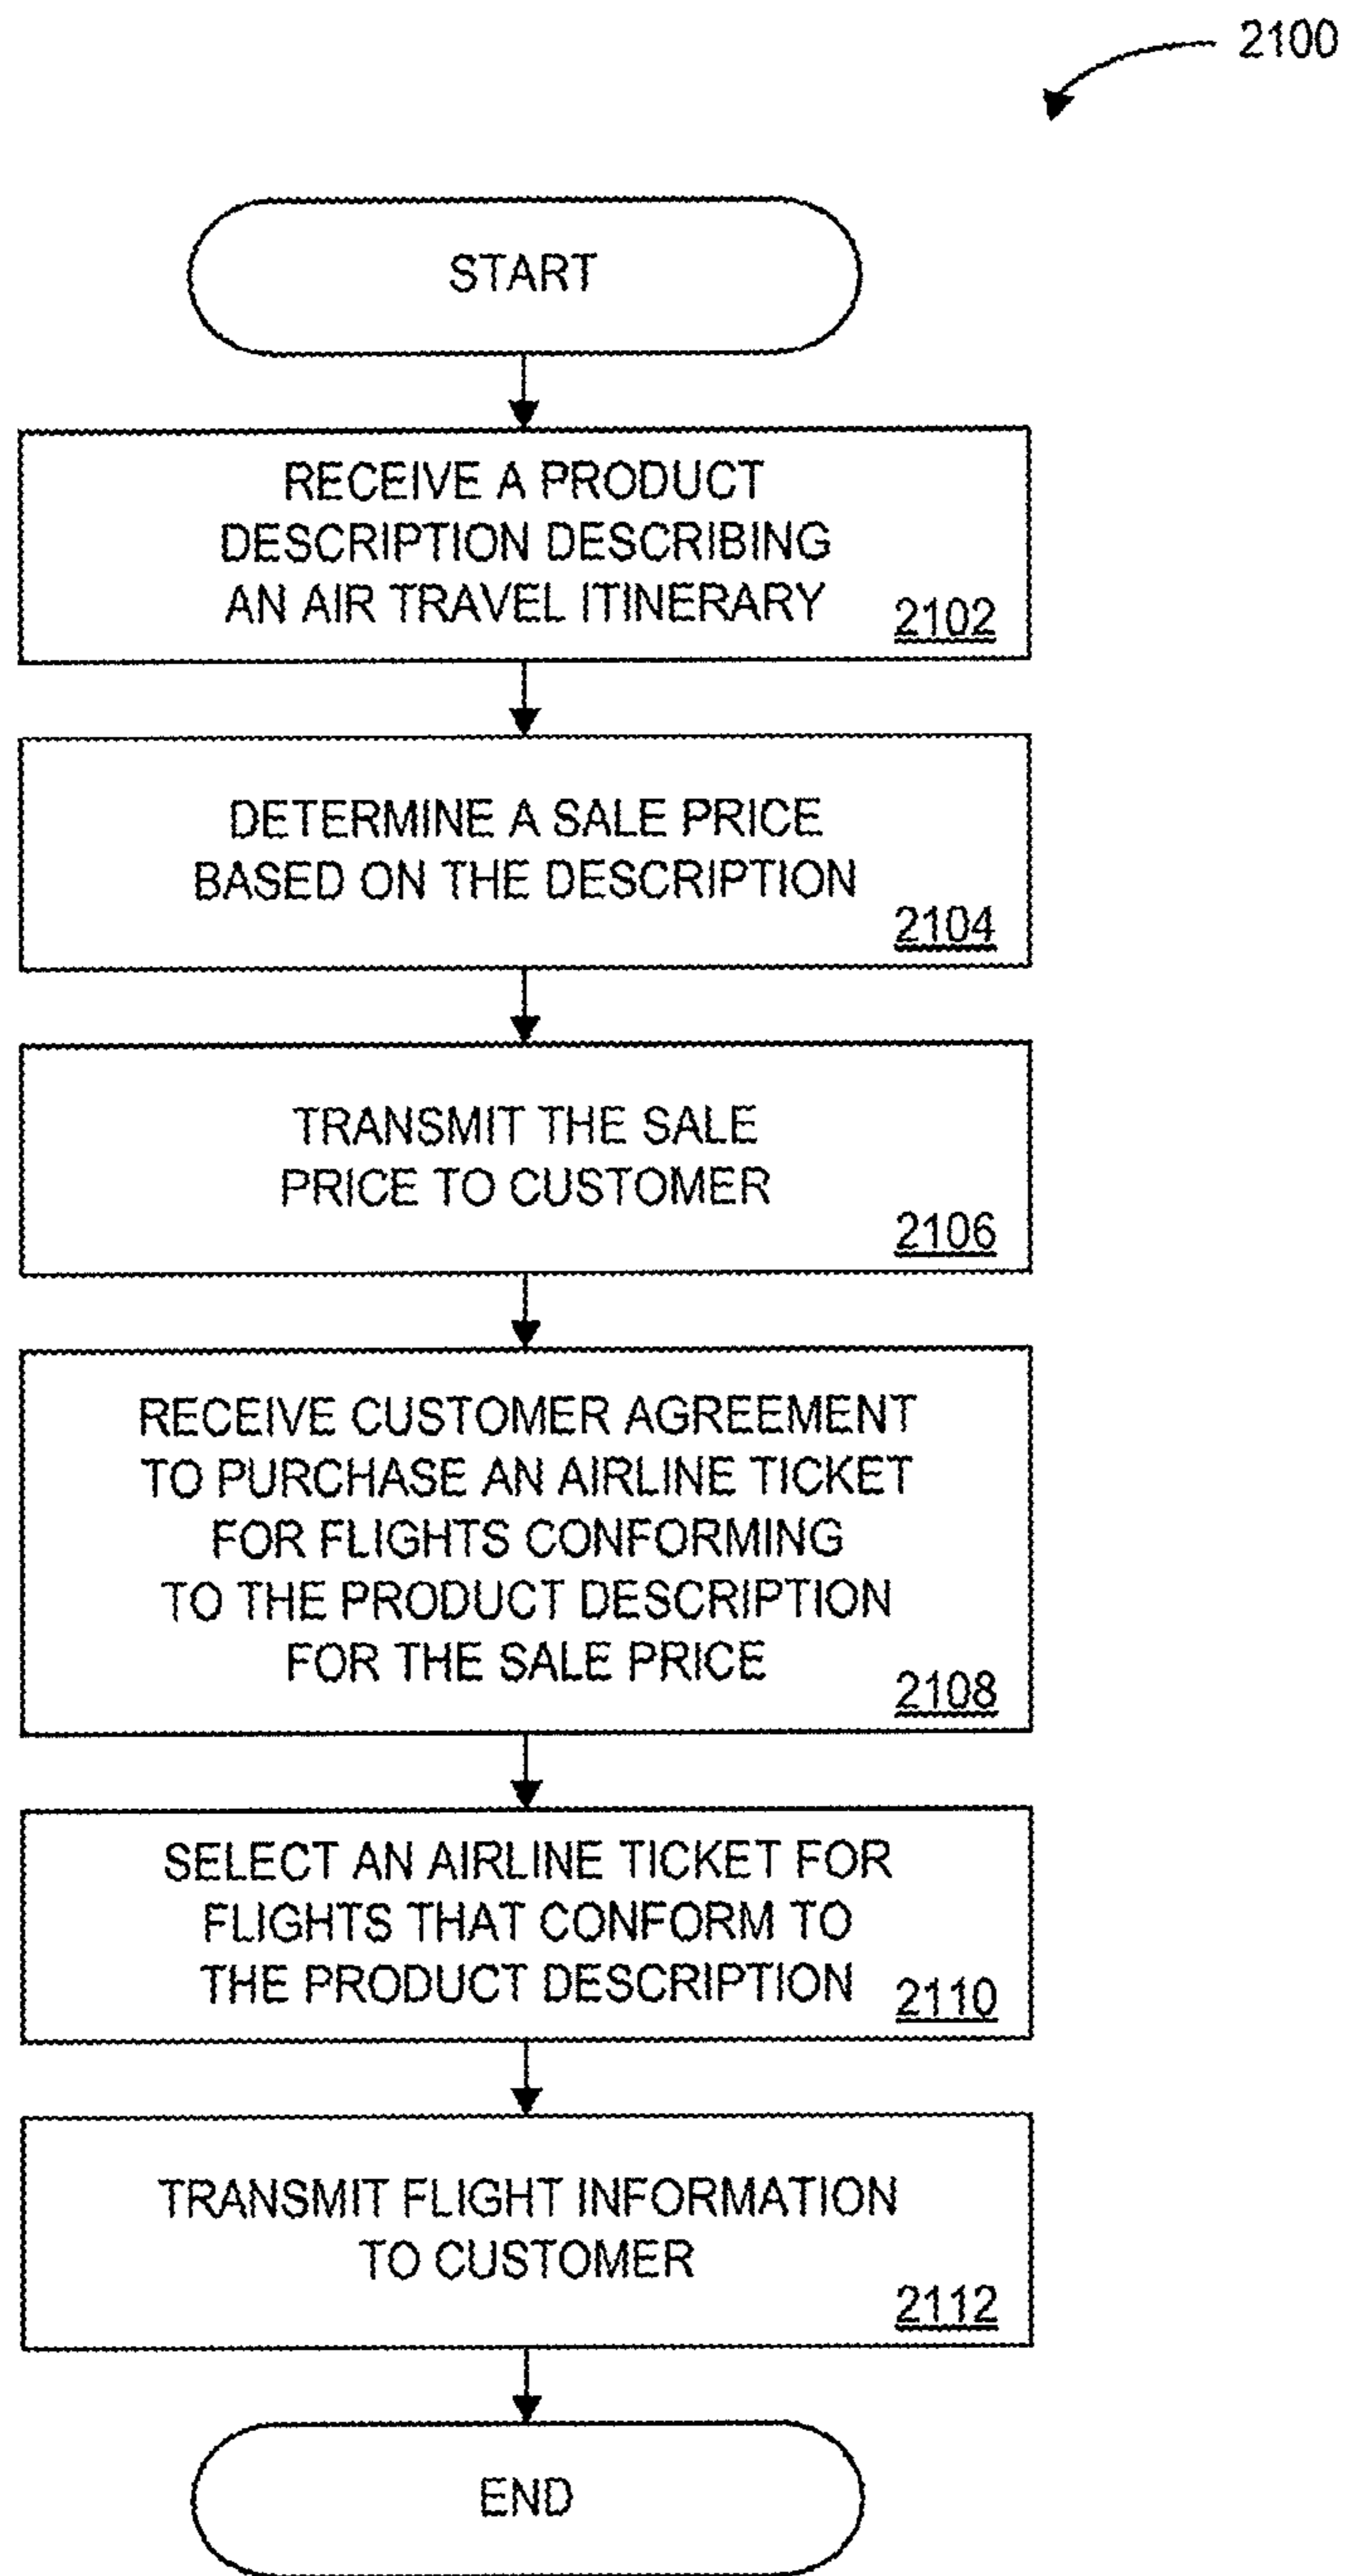 2100
START
RECEIVE A PRODUCT
DESCRIPTION DESCRIBING
AN AIR TRAVEL ITINERARY
2102
DETERMINE A SALE PRICE
BASED ON THE DESCRIPTION
2104
TRANSMIT THE SALE
PRICE TO CUSTOMER
2106
RECEIVE CUSTOMER AGREEMENT
TO PURCHASE AN AIRLINE TICKET
FOR FLIGHTS CONFORMING
TO THE PRODUCT DESCRIPTION
FOR THE SALE PRICE
2108
SELECT AN AIRLINE TICKET FOR
FLIGHTS THAT CONFORM TO
THE PRODUCT DESCRIPTION
2110
TRANSMIT FLIGHT INFORMATION
TO CUSTOMER
2112
END